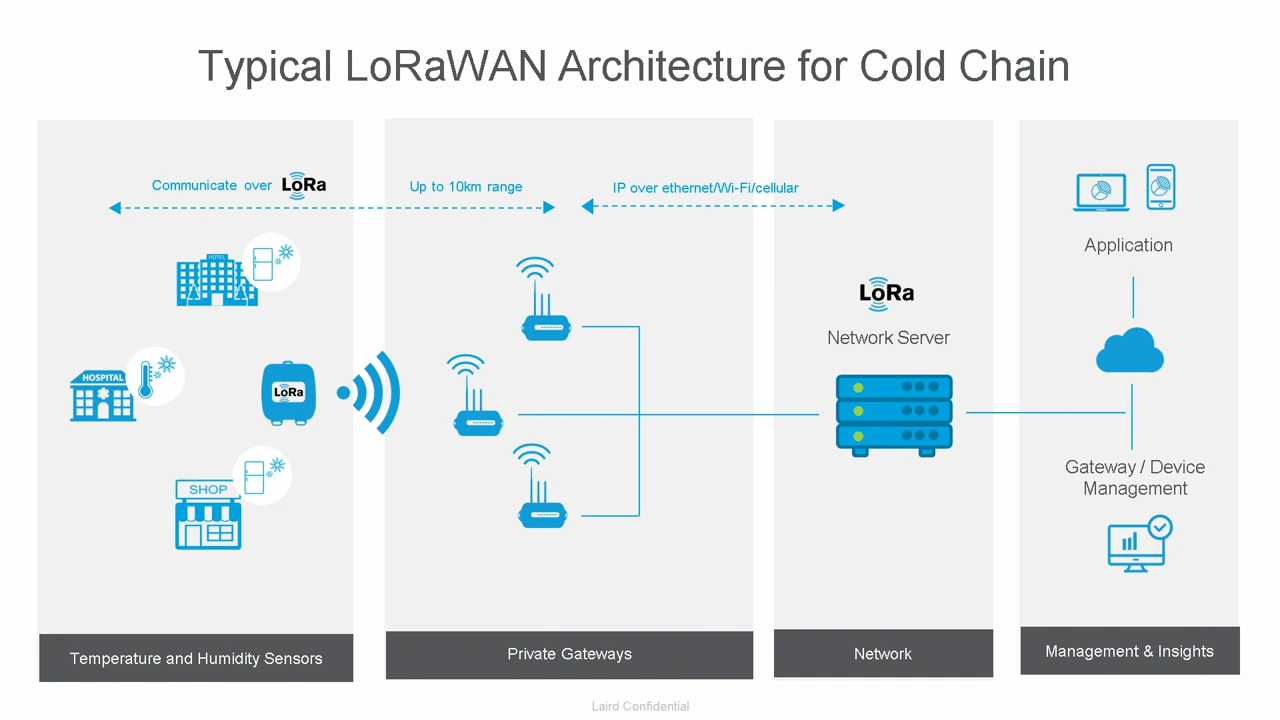 Typical LoRaWAN Architecture for Cold Chain
Communicate over LoRa
Up to 10km range
IP over ethernet/Wi-Fi/cellular
HOTEL
HOSPITAL
LoRa
SHOP
LoRa
Network Server
Application
Gateway / Device
Management
Temperature and Humidity Sensors
Private Gateways
Network
Management & Insights
Laird Confidential